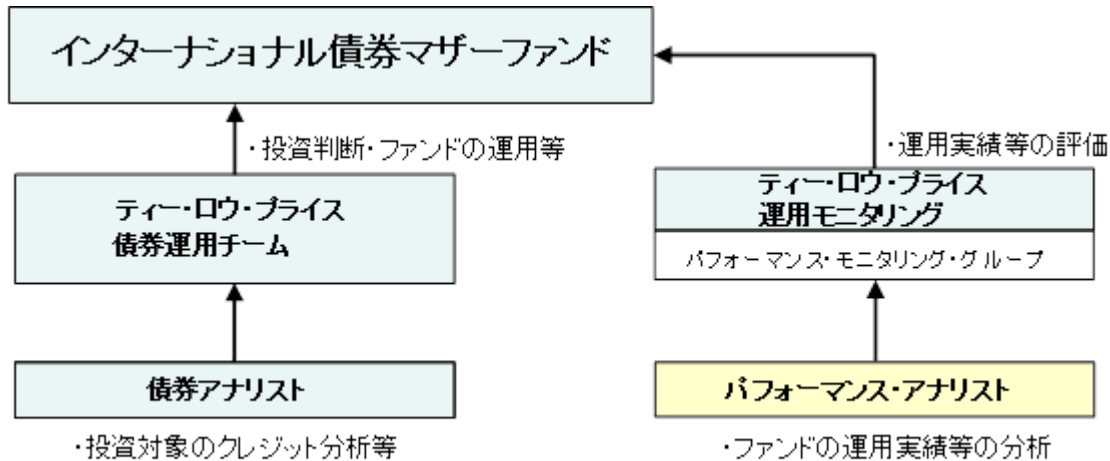 インターナショナル債券マザーファンド
・投資判断・ファンドの運用等
・運用実績等の評価
ティー・ロウ・プライス
債券運用チーム
ティー・ロウ・プライス
運用モニタリング
パフォーマンス・モニタリング・グループ
債券アナリスト
パフォーマンス・アナリスト
・投資対象のクレジット分析等
・ファンドの運用実績等の分析